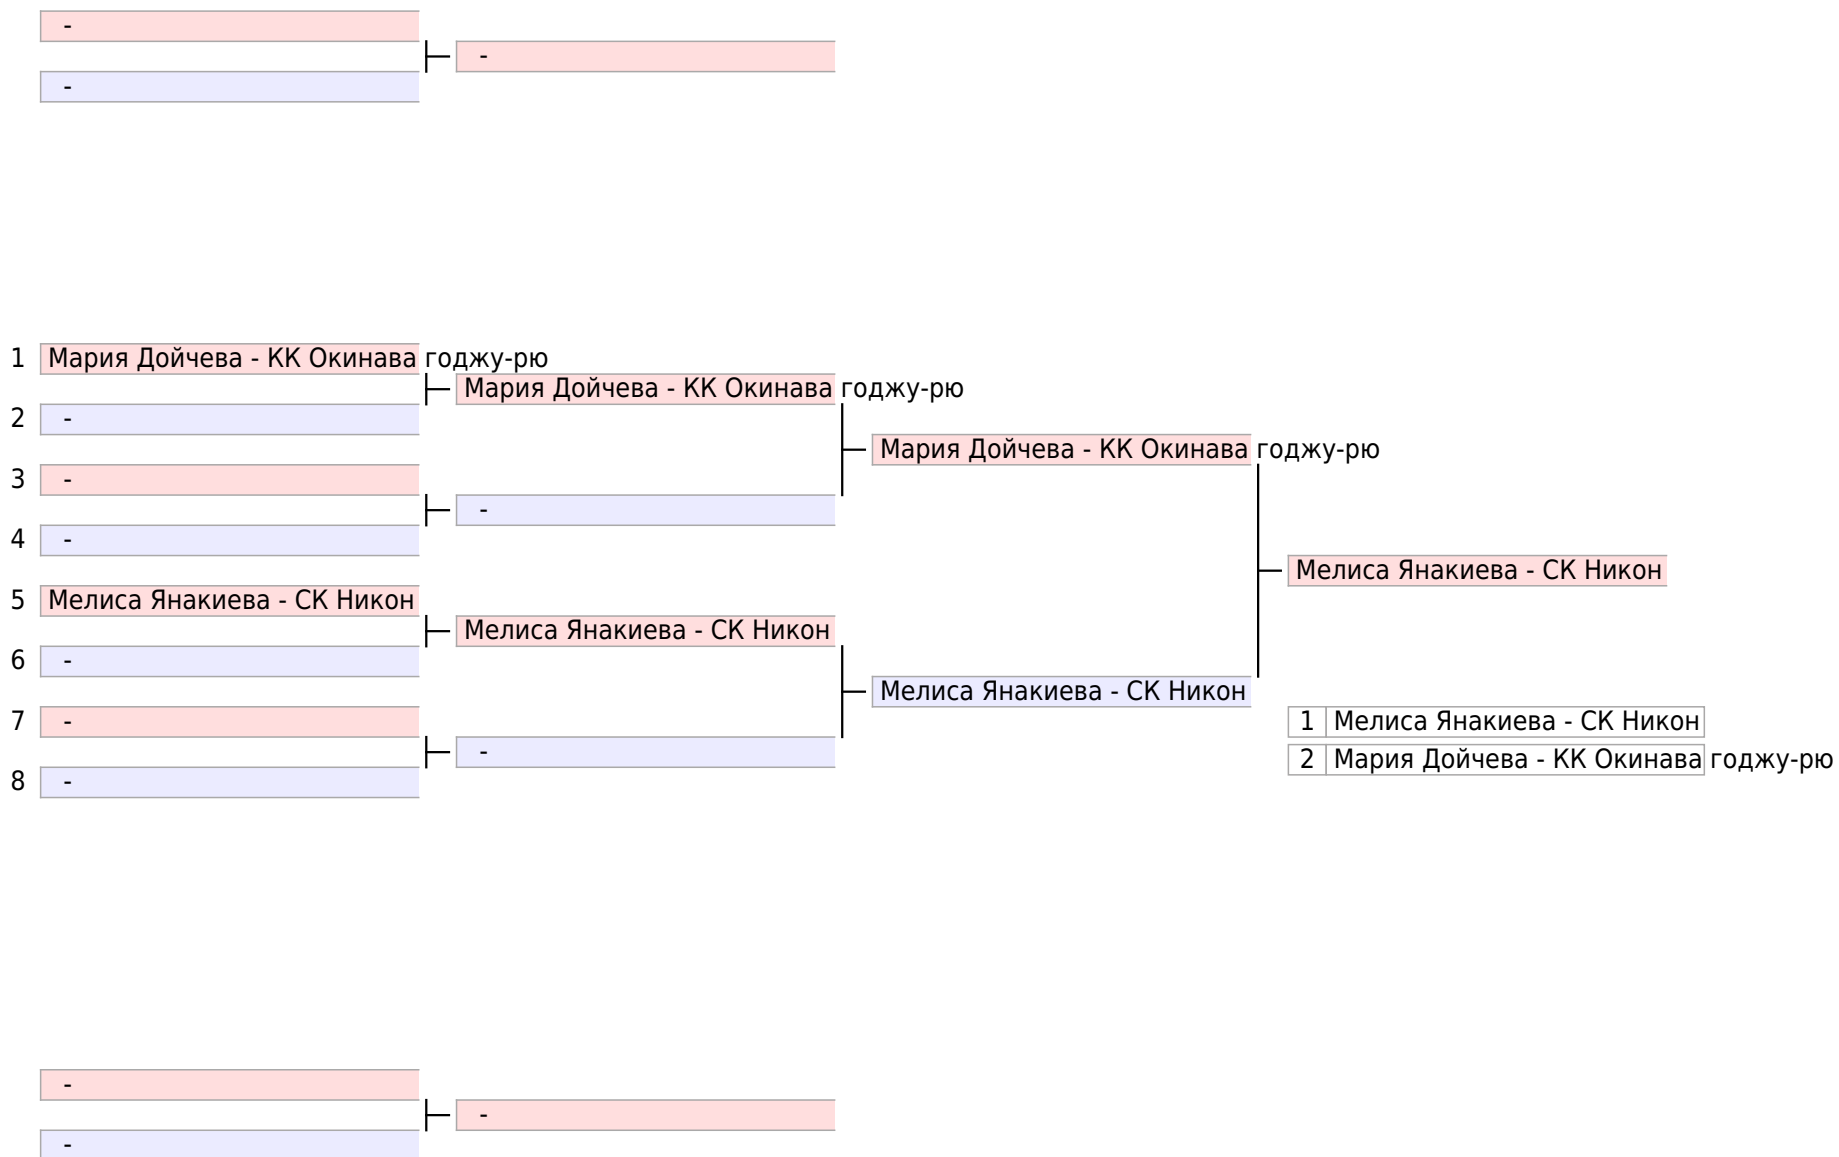 -
-
-
1 Мария Дойчева - КК Окинава годжу-рю
Мария Дойчева - КК Окинава годжу-рю
2 -
Мария Дойчева - КК Окинава годжу-рю
3 -
-
4 -
Мелиса Янакиева - СК Никон
5 Мелиса Янакиева - СК Никон
Мелиса Янакиева - СК Никон
6 -
Мелиса Янакиева - СК Никон
7 -
1 Мелиса Янакиева - СК Никон
-
2 Мария Дойчева - КК Окинава годжу-рю
8 -
-
-
-